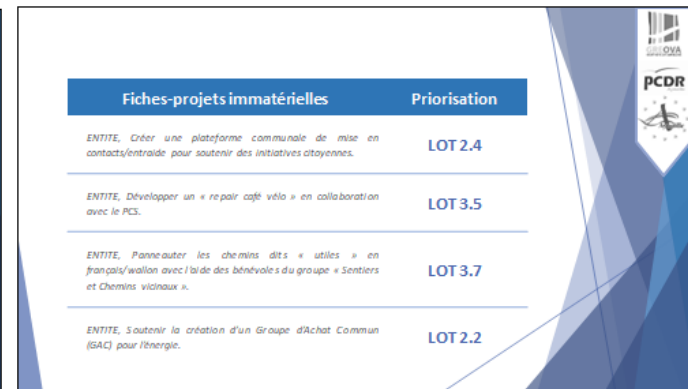 GREOVA
PCDR
Fiches-projets immatérielles Priorisation
ENTITE, Créer une plateforme communale de mise en
contacts/entraide pour soutenir des initiatives citoyennes.
LOT 2.4
ENTITE, Développer un « repair café vélo » en collaboration
avec le PCS.
LOT 3.5
ENTITE, Panneauter les chemins dits « utiles » en
français/wallon avec l'aide des bénévoles du groupe « Sentiers
et Chemins vicinaux ».
LOT 3.7
ENTITE, Soutenir la création d'un Groupe d'Achat Commun
(GAC) pour l'énergie.
LOT 2.2